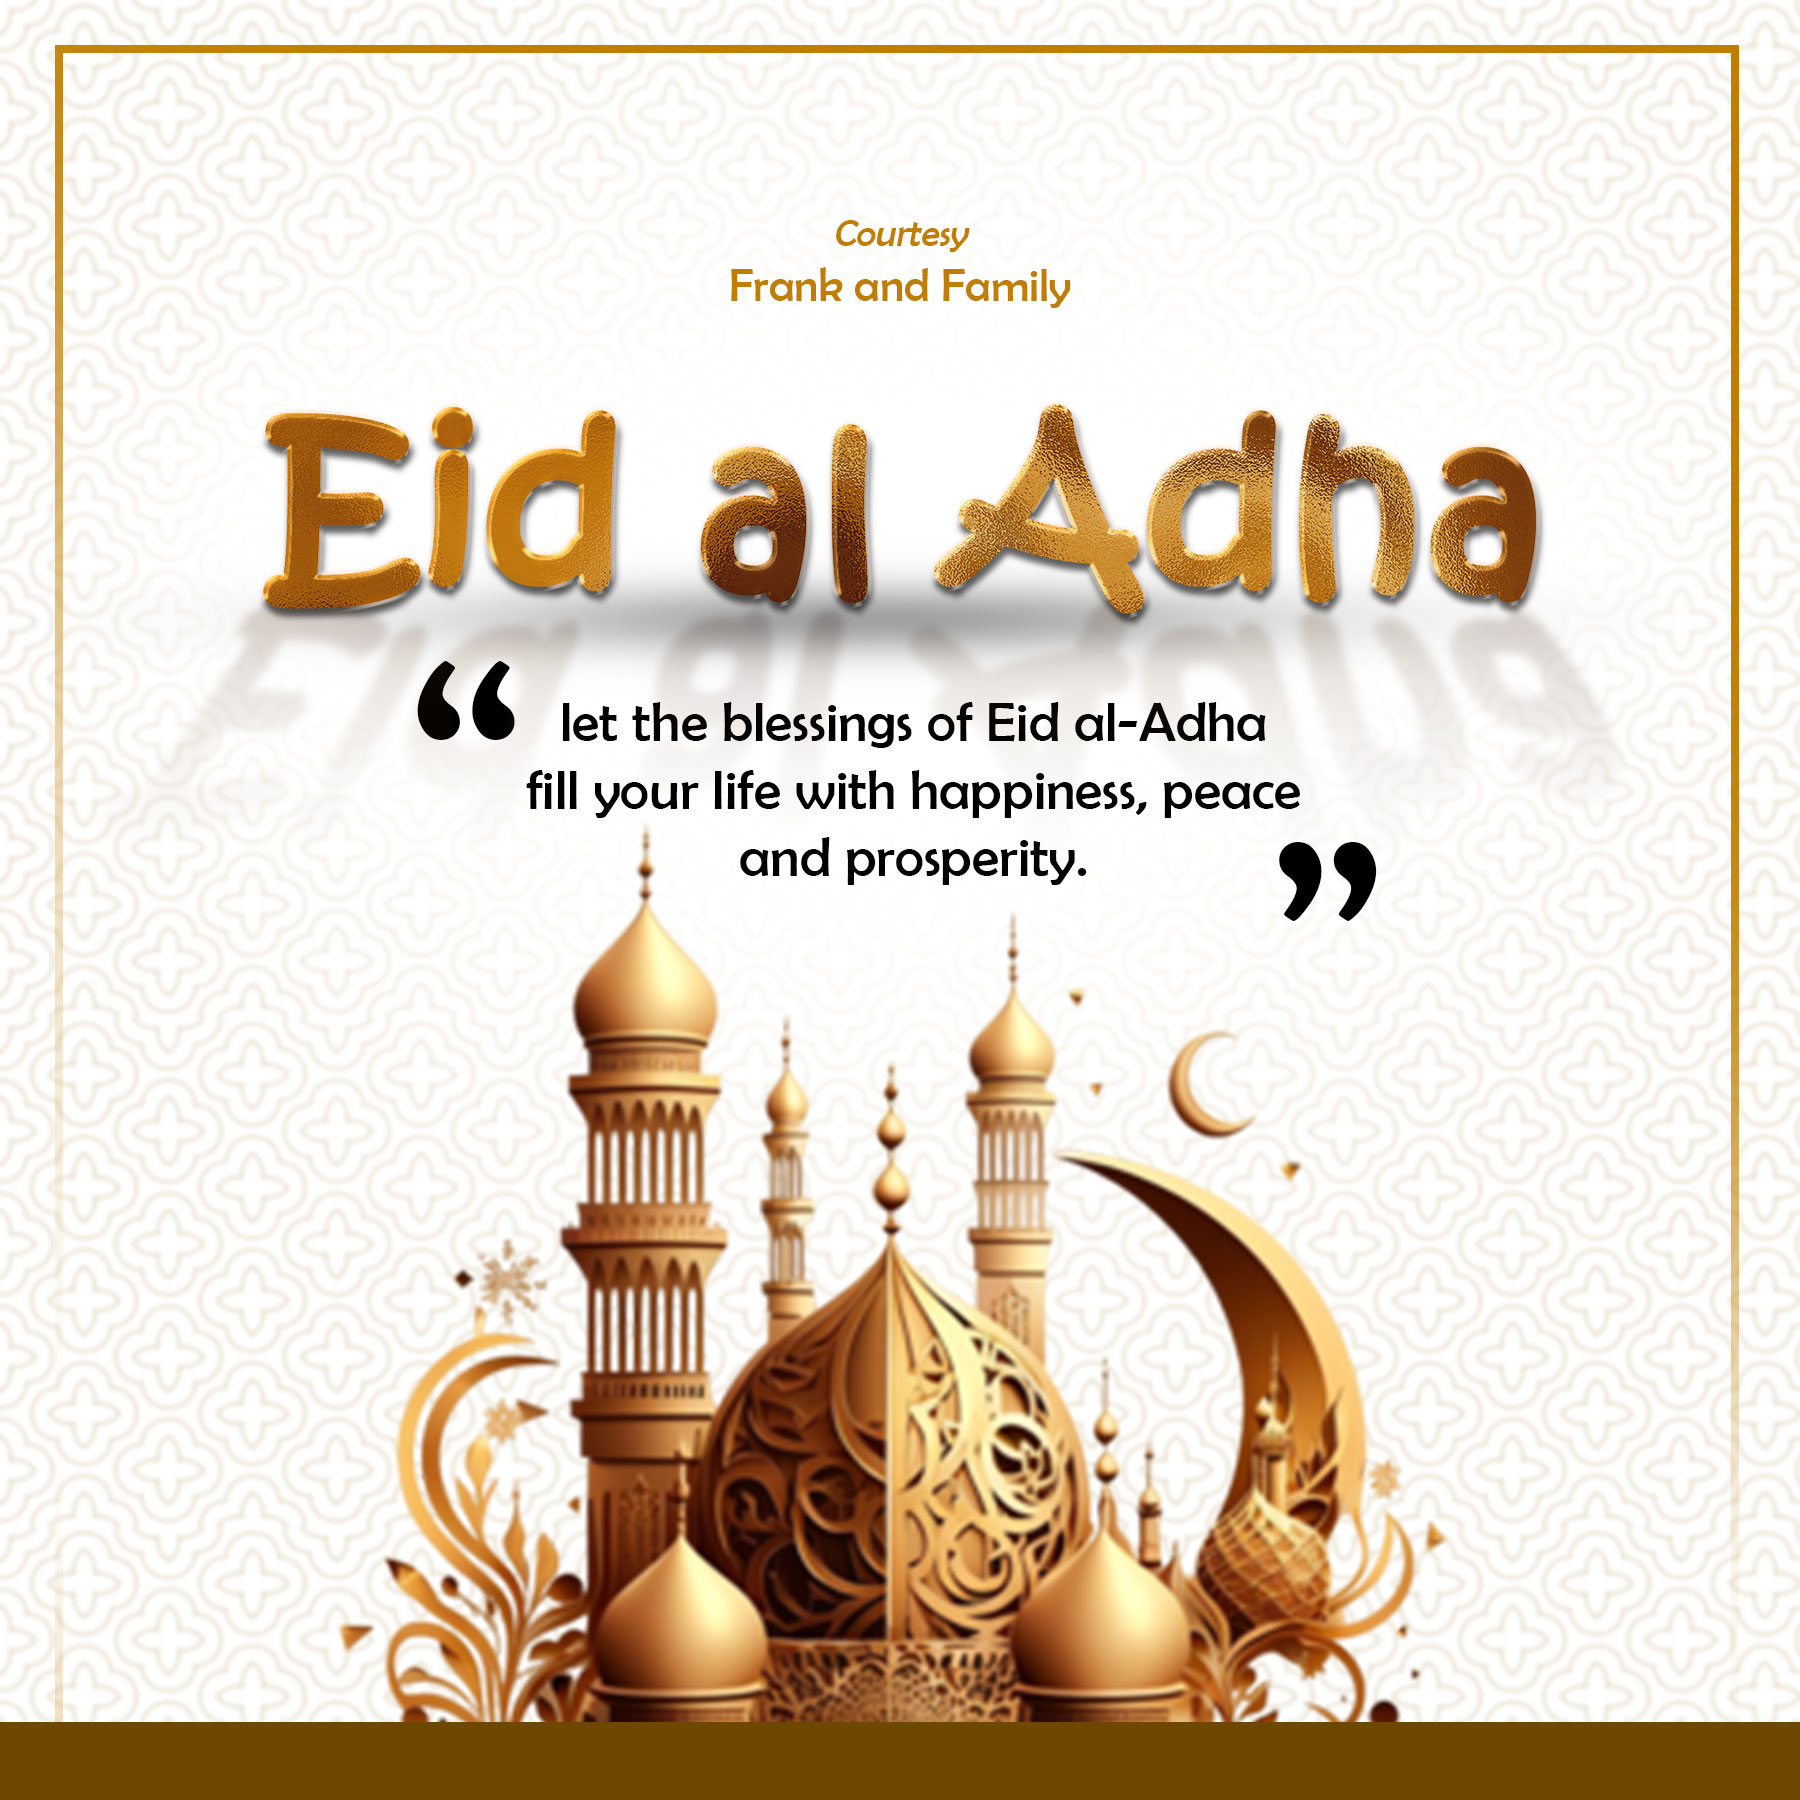 Courtesy
Frank and Family
Eid al Adha
“ let the blessings of Eid al-Adha
fill your life with happiness, peace
and prosperity. ”